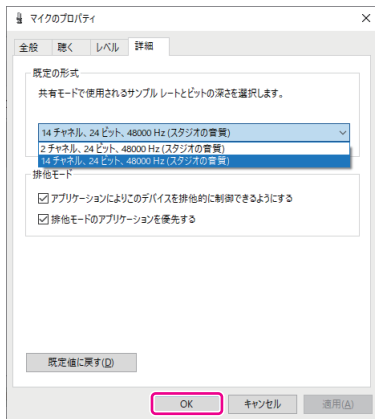 マイクのプロパティ
全般 聴く レベル 詳細
既定の形式
共有モードで使用されるサンプル レートとビットの深さを選択します。
14 チャネル、24 ビット、48000 Hz (スタジオの音質)
2 チャネル、24 ビット、48000 Hz (スタジオの音質)
14 チャネル、24 ビット、48000 Hz (スタジオの音質)
排他モード
アプリケーションによりこのデバイスを排他的に制御できるようにする
排他モードのアプリケーションを優先する
既定値に戻す(D)
OK キャンセル 適用(A)